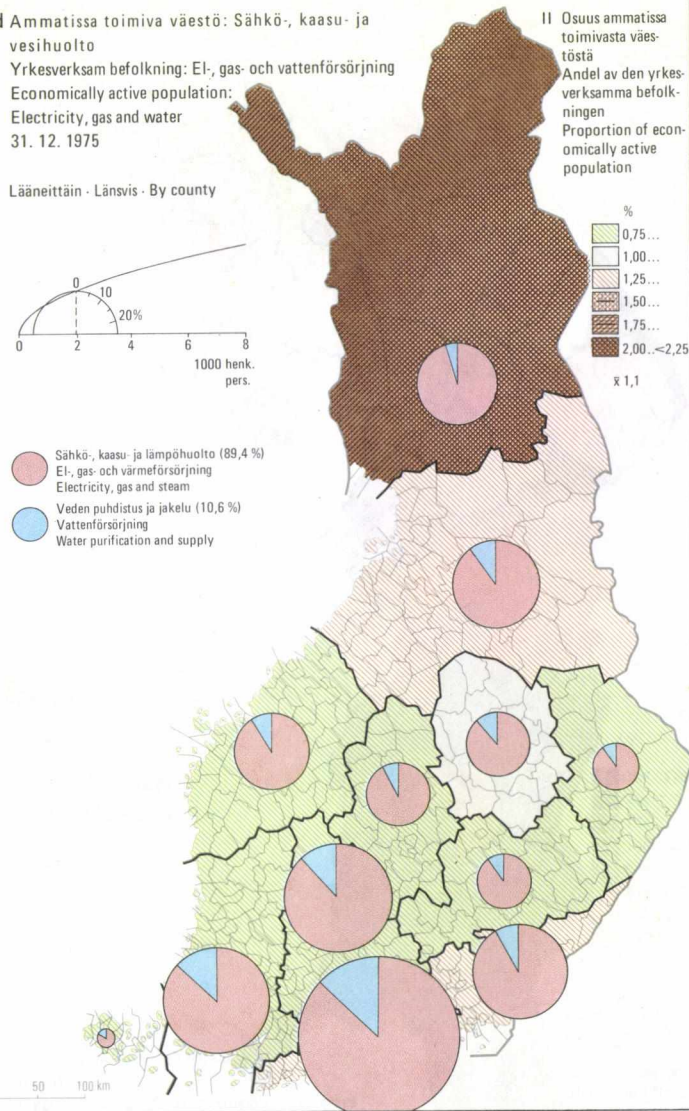 Ammatissa toimiva väestö: Sähkö-, kaasu- ja
vesihuolto
Yrkesverksam befolkning: El-, gas- och vattenförsörjning
Economically active population:
Electricity, gas and water
31. 12. 1975
Lääneittäin · Länsvis · By county
0
10
20%
0 2 4 6 8
1000 henk.
pers.
Sähkö-, kaasu- ja lämpöhuolto (89,4 %)
El-, gas- och värmeförsörjning
Electricity, gas and steam
Veden puhdistus ja jakelu (10,6 %)
Vattenförsörjning
Water purification and supply
II Osuus ammatissa
toimivasta väes-
töstä
Andel av den yrkes-
verksamma befolk-
ningen
Proportion of econ-
omically active
population
%
0,75...
1,00...
1,25...
1,50...
1,75...
2,00..<2,25
x̄ 1,1
50 100 km